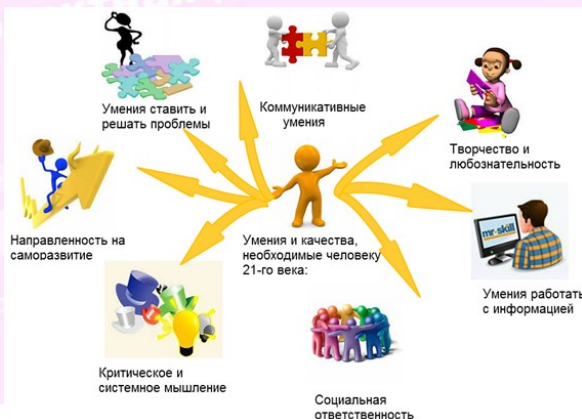 Умения ставить и
решать проблемы
Коммуникативные
умения
Творчество и
любознательность
Направленность на
саморазвитие
Умения и качества,
необходимые человеку
21-го века:
mr-skill
Умения работать
с информацией
Критическое и
системное мышление
Социальная
ответственность